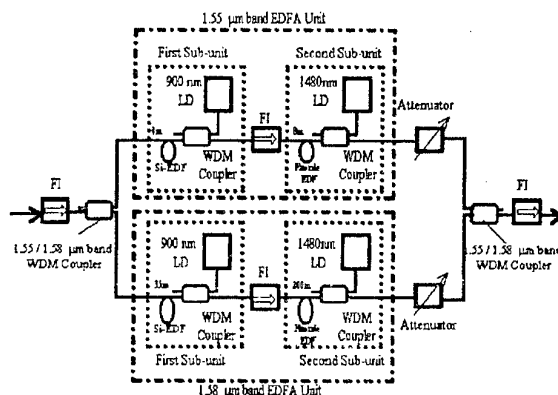 1.55 µm band EDFA Unit
First Sub-unit
Second Sub-unit
900 nm
LD
FI
1480nm
LD
Attenuator
Si-EDF
WDM
Coupler
EDF
WDM
Coupler
FI
1.55 / 1.58 µm band
WDM Coupler
FI
1.55 / 1.58 µm band
WDM Coupler
900 nm
LD
FI
1480nm
LD
Si-EDF
WDM
Coupler
EDF
WDM
Coupler
Attenuator
First Sub-unit
Second Sub-unit
1.58 µm band EDFA Unit